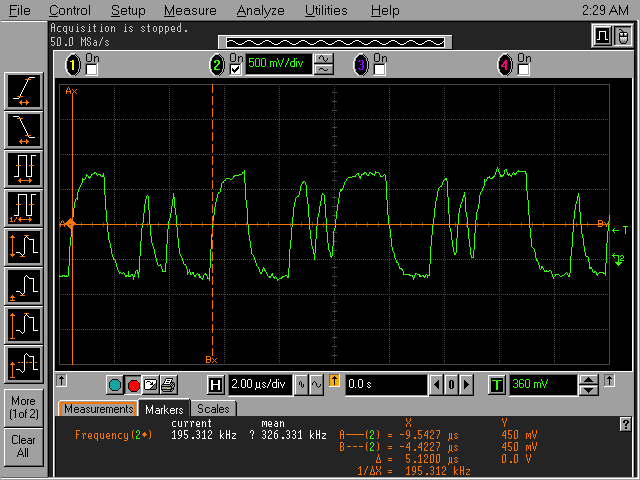 File Control Setup Measure Analyze Utilities Help 2:29 AM
Acquisition is stopped.
50.0 MSa/s
1 On 2 On 500 mV/div 3 On 4 On
Ax
A By
T
2
Bx
1/
More
(1 of 2)
Clear
All
H 2.00 µs/div 0.0 s 0 T 360 mV
Measurements Markers Scales ?
current mean X Y
Frequency(2) 195.312 kHz ? 326.331 kHz A——(2) = -9.5427 µs 450 mV
B---(2) = -4.4227 µs 450 mV
Δ = 5.1200 µs 0.0 V
1/ΔX = 195.312 kHz